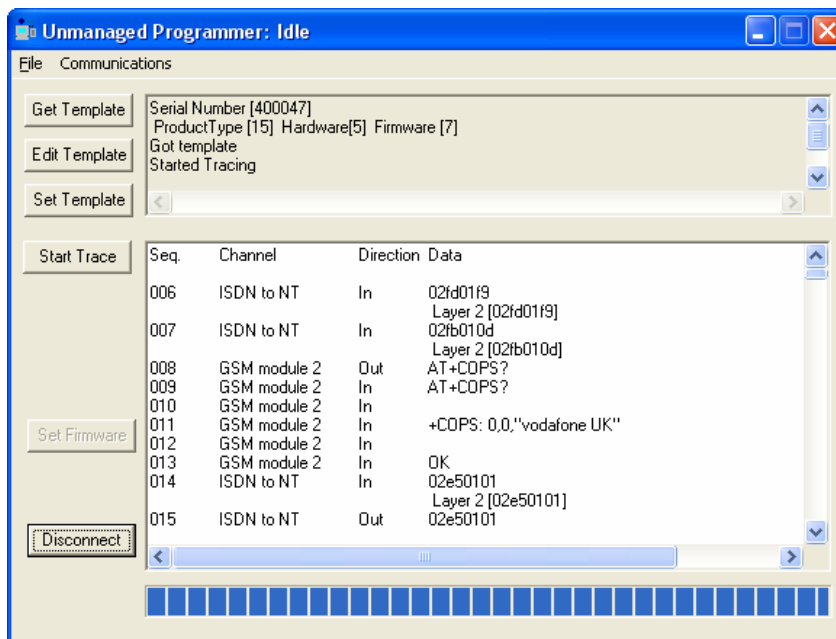 Unmanaged Programmer: Idle
File Communications
Get Template
Edit Template
Set Template
Serial Number [400047]
ProductType [15] Hardware[5] Firmware [7]
Got template
Started Tracing
Start Trace
Set Firmware
Disconnect
Seq. Channel Direction Data
006 ISDN to NT In 02fd01f9
Layer 2 [02fd01f9]
007 ISDN to NT In 02fb010d
Layer 2 [02fb010d]
008 GSM module 2 Out AT+COPS?
009 GSM module 2 In AT+COPS?
010 GSM module 2 In
011 GSM module 2 In +COPS: 0,0,"vodafone UK"
012 GSM module 2 In
013 GSM module 2 In OK
014 ISDN to NT In 02e50101
Layer 2 [02e50101]
015 ISDN to NT Out 02e50101